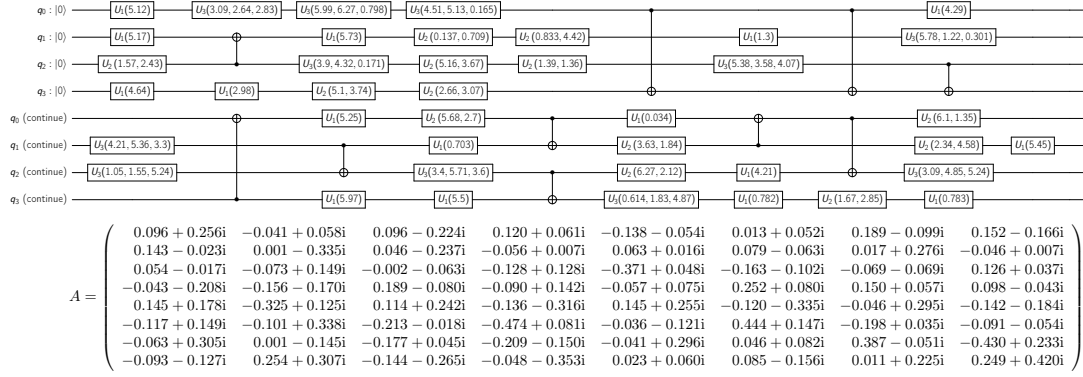 q₀ : |0⟩ U₁(5.12) U₃(3.09, 2.64, 2.83) U₃(5.99, 6.27, 0.798) U₃(4.51, 5.13, 0.165) U₁(4.29)
q₁ : |0⟩ U₁(5.17) U₁(5.73) U₂ (0.137, 0.709) U₂ (0.833, 4.42) U₁(1.3) U₃(5.78, 1.22, 0.301)
q₂ : |0⟩ U₂ (1.57, 2.43) U₃(3.9, 4.32, 0.171) U₂ (5.16, 3.67) U₂ (1.39, 1.36) U₃(5.38, 3.58, 4.07)
q₃ : |0⟩ U₁(4.64) U₁(2.98) U₂ (5.1, 3.74) U₂ (2.66, 3.07)
q₀ (continue) U₁(5.25) U₂ (5.68, 2.7) U₁(0.034) U₂ (6.1, 1.35)
q₁ (continue) U₃(4.21, 5.36, 3.3) U₁(0.703) U₂ (3.63, 1.84) U₂ (2.34, 4.58) U₁(5.45)
q₂ (continue) U₃(1.05, 1.55, 5.24) U₃(3.4, 5.71, 3.6) U₂ (6.27, 2.12) U₁(4.21) U₃(3.09, 4.85, 5.24)
q₃ (continue) U₁(5.97) U₁(5.5) U₃(0.614, 1.83, 4.87) U₁(0.782) U₂ (1.67, 2.85) U₁(0.783)
0.096 + 0.256i −0.041 + 0.058i 0.096 − 0.224i 0.120 + 0.061i −0.138 − 0.054i 0.013 + 0.052i 0.189 − 0.099i 0.152 − 0.166i
0.143 − 0.023i 0.001 − 0.335i 0.046 − 0.237i −0.056 + 0.007i 0.063 + 0.016i 0.079 − 0.063i 0.017 + 0.276i −0.046 + 0.007i
0.054 − 0.017i −0.073 + 0.149i −0.002 − 0.063i −0.128 + 0.128i −0.371 + 0.048i −0.163 − 0.102i −0.069 − 0.069i 0.126 + 0.037i
−0.043 − 0.208i −0.156 − 0.170i 0.189 − 0.080i −0.090 + 0.142i −0.057 + 0.075i 0.252 + 0.080i 0.150 + 0.057i 0.098 − 0.043i
A = 0.145 + 0.178i −0.325 + 0.125i 0.114 + 0.242i −0.136 − 0.316i 0.145 + 0.255i −0.120 − 0.335i −0.046 + 0.295i −0.142 − 0.184i
−0.117 + 0.149i −0.101 + 0.338i −0.213 − 0.018i −0.474 + 0.081i −0.036 − 0.121i 0.444 + 0.147i −0.198 + 0.035i −0.091 − 0.054i
−0.063 + 0.305i 0.001 − 0.145i −0.177 + 0.045i −0.209 − 0.150i −0.041 + 0.296i 0.046 + 0.082i 0.387 − 0.051i −0.430 + 0.233i
−0.093 − 0.127i 0.254 + 0.307i −0.144 − 0.265i −0.048 − 0.353i 0.023 + 0.060i 0.085 − 0.156i 0.011 + 0.225i 0.249 + 0.420i